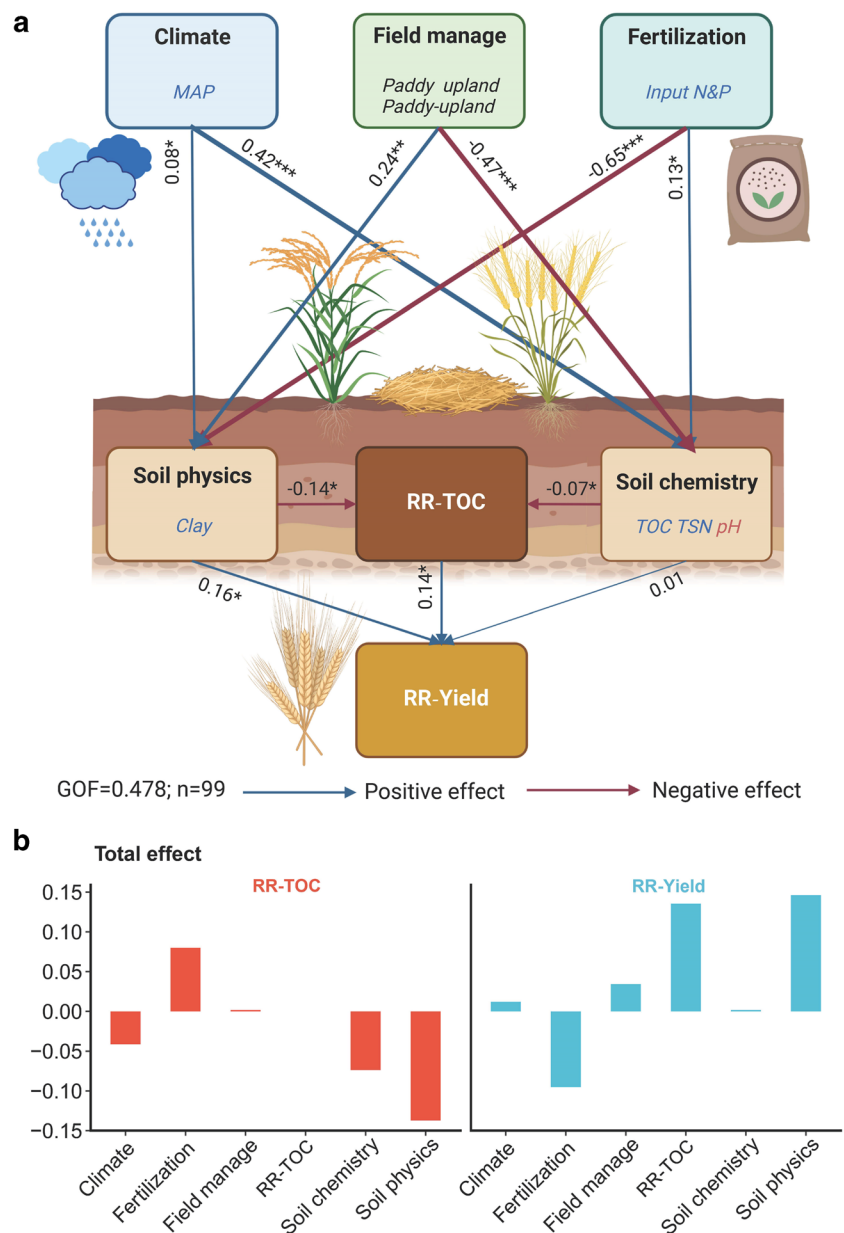 a
Climate
MAP
Field manage
Paddy upland
Paddy-upland
Fertilization
Input N&P
0.08*
0.42***
0.24**
-0.47***
-0.65***
0.13*
Soil physics
Clay
-0.14*
RR-TOC
-0.07*
Soil chemistry
TOC TSN pH
0.16*
0.14*
0.01
RR-Yield
GOF=0.478; n=99
Positive effect
Negative effect
b
Total effect
RR-TOC
RR-Yield
0.15
0.10
0.05
0.00
−0.05
−0.10
−0.15
Climate
Fertilization
Field manage
RR-TOC
Soil chemistry
Soil physics
Climate
Fertilization
Field manage
RR-TOC
Soil chemistry
Soil physics